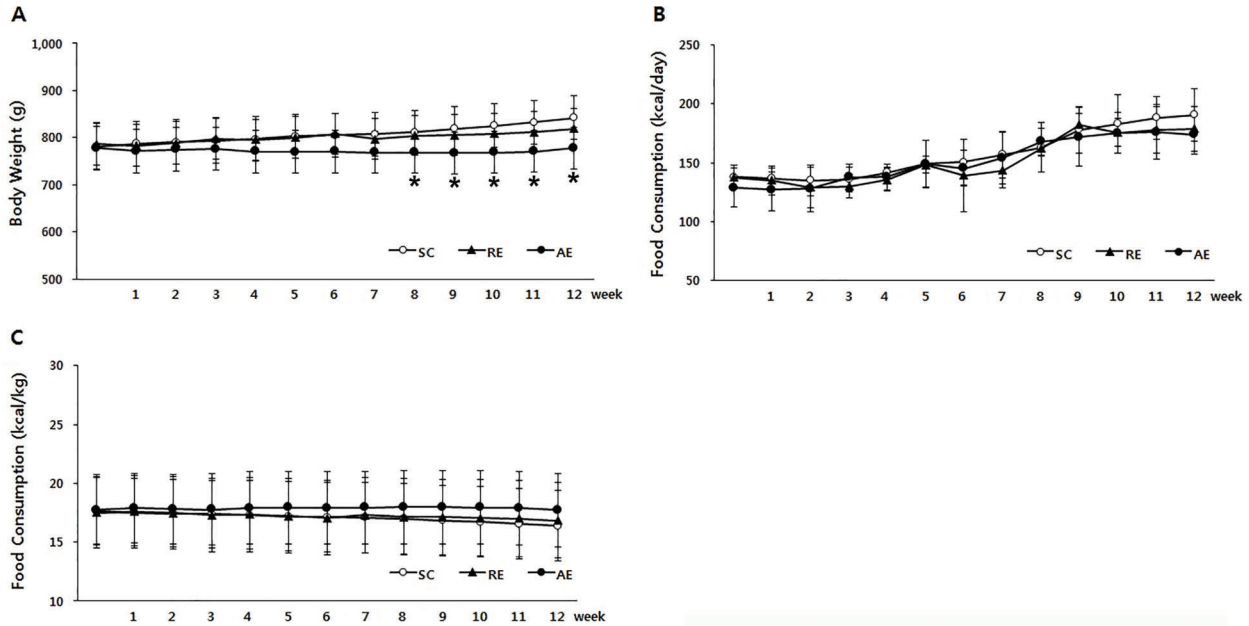 A
1,000
900
800
700
600
500
Body Weight (g)
* * * * *
SC RE AE
1 2 3 4 5 6 7 8 9 10 11 12 week
B
250
200
150
100
50
Food Consumption (kcal/day)
SC RE AE
1 2 3 4 5 6 7 8 9 10 11 12 week
C
30
25
20
15
10
Food Consumption (kcal/kg)
SC RE AE
1 2 3 4 5 6 7 8 9 10 11 12 week